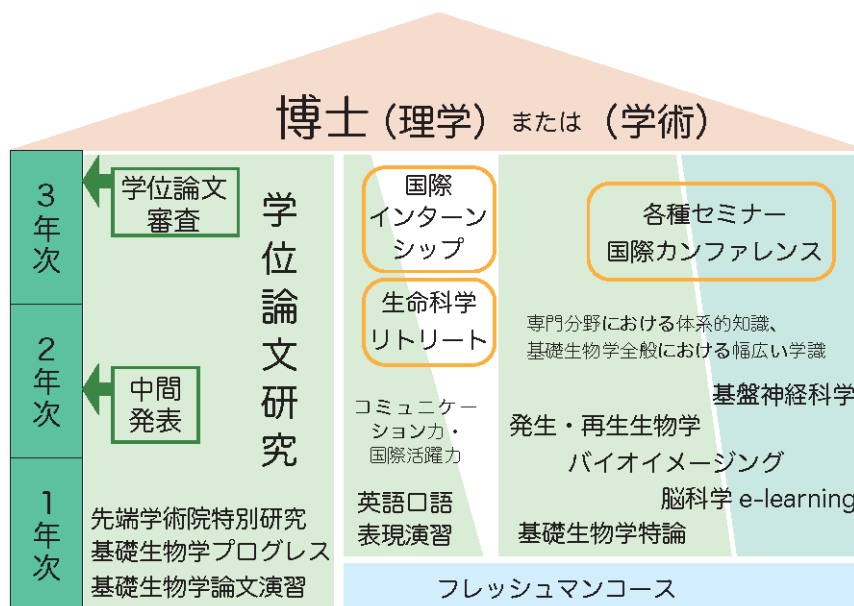 博士（理学）または（学術）
3年次
学位論文
審査
学位論文研究
国際
インターン
シップ
各種セミナー
国際カンファレンス
生命科学
リトリート
専門分野における体系的知識、
基礎生物学全般における幅広い学識
2年次
中間
発表
コミュニケー
ション力・
国際活躍力
基盤神経科学
発生・再生生物学
バイオイメージング
脳科学 e-learning
1年次
先端学術院特別研究
基礎生物学プログレス
基礎生物学論文演習
英語口語
表現演習
基礎生物学特論
フレッシュマンコース